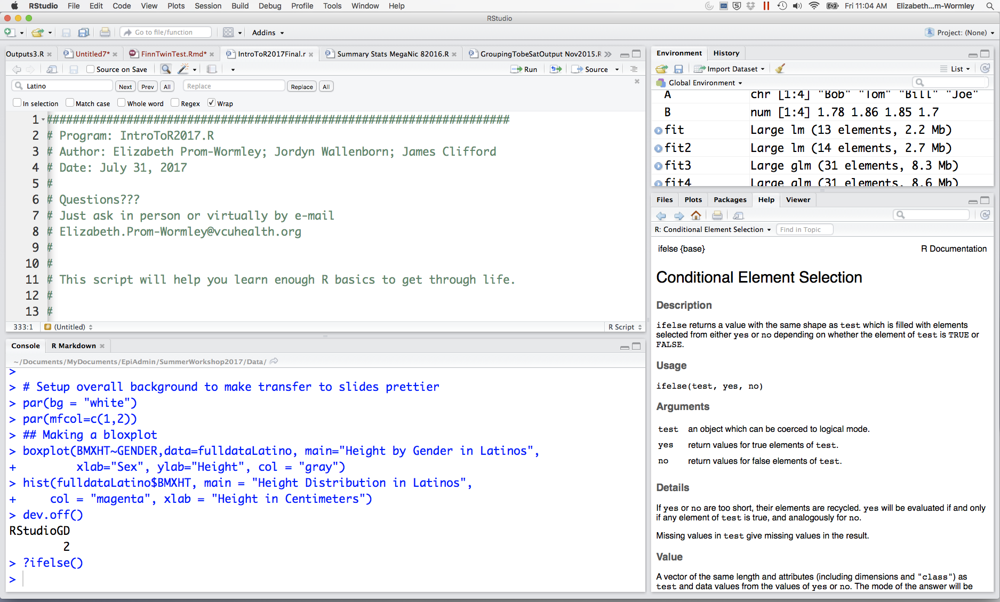 RStudio File Edit Code View Plots Session Build Debug Profile Tools Window Help Fri 11:04 AM Elizabeth...m-Wormley
RStudio
Go to file/function Addins Project: (None)
Outputs3.R Untitled7* FinnTwinTest.Rmd* IntroToR2017Final.r Summary Stats MegaNic 82016.R GroupingTobeSatOutput Nov2015.R
Source on Save Run Source
Latino Next Prev All Replace Replace All
In selection Match case Whole word Regex Wrap
1 #####################################################################
2 # Program: IntroToR2017.R
3 # Author: Elizabeth Prom-Wormley; Jordyn Wallenborn; James Clifford
4 # Date: July 31, 2017
5 #
6 # Questions???
7 # Just ask in person or virtually by e-mail
8 # Elizabeth.Prom-Wormley@vcuhealth.org
9 #
10 #
11 # This script will help you learn enough R basics to get through life.
12 #
13 #
333:1 # (Untitled) R Script
Console R Markdown
~/Documents/MyDocuments/EpiAdmin/SummerWorkshop2017/Data/
>
> # Setup overall background to make transfer to slides prettier
> par(bg = "white")
> par(mfcol=c(1,2))
> ## Making a bloxplot
> boxplot(BMXHT~GENDER,data=fulldataLatino, main="Height by Gender in Latinos",
+         xlab="Sex", ylab="Height", col = "gray")
> hist(fulldataLatino$BMXHT, main = "Height Distribution in Latinos",
+     col = "magenta", xlab = "Height in Centimeters")
> dev.off()
RStudioGD
        2
> ?ifelse()
>
Environment History
Import Dataset List
Global Environment
A chr [1:4] "Bob" "Tom" "Bill" "Joe"
B num [1:4] 1.78 1.86 1.85 1.7
fit Large lm (13 elements, 2.2 Mb)
fit2 Large lm (14 elements, 2.7 Mb)
fit3 Large glm (31 elements, 8.3 Mb)
fit4 Large glm (31 elements, 8.6 Mb)
Files Plots Packages Help Viewer
R: Conditional Element Selection Find in Topic
ifelse {base} R Documentation
Conditional Element Selection
Description
ifelse returns a value with the same shape as test which is filled with elements
selected from either yes or no depending on whether the element of test is TRUE or
FALSE.
Usage
ifelse(test, yes, no)
Arguments
test an object which can be coerced to logical mode.
yes return values for true elements of test.
no return values for false elements of test.
Details
If yes or no are too short, their elements are recycled. yes will be evaluated if and only
if any element of test is true, and analogously for no.
Missing values in test give missing values in the result.
Value
A vector of the same length and attributes (including dimensions and "class") as
test and data values from the values of yes or no. The mode of the answer will be